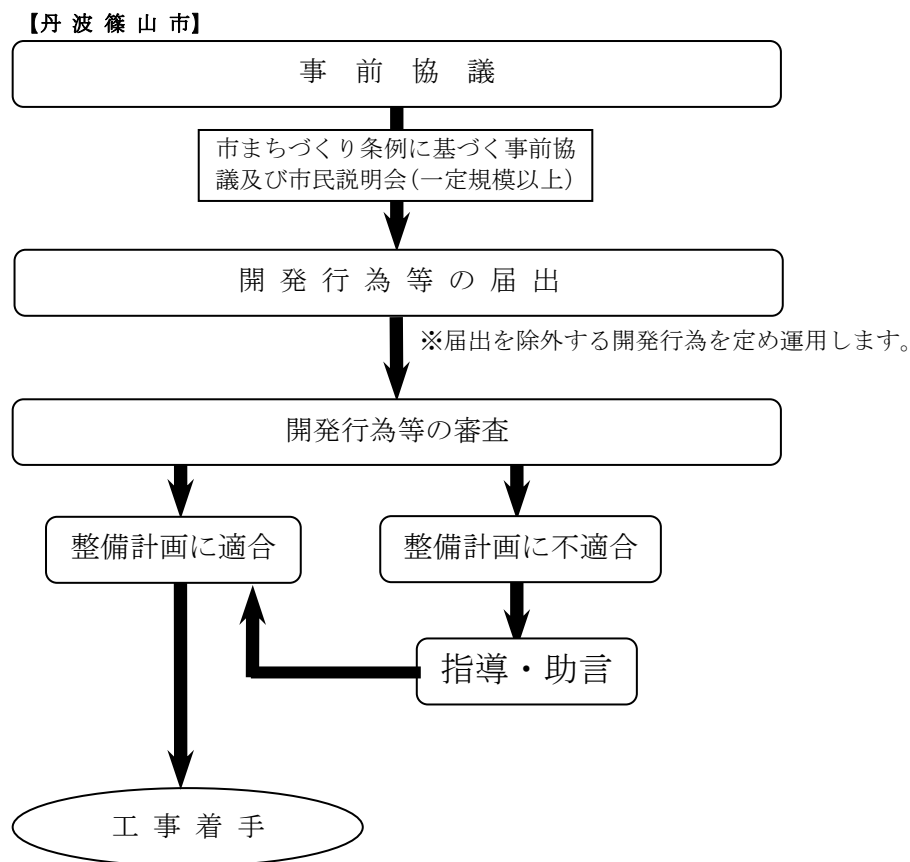 【丹波篠山市】
事前協議
市まちづくり条例に基づく事前協
議及び市民説明会(一定規模以上)
開発行為等の届出
※届出を除外する開発行為を定め運用します。
開発行為等の審査
整備計画に適合
整備計画に不適合
指導・助言
工事着手